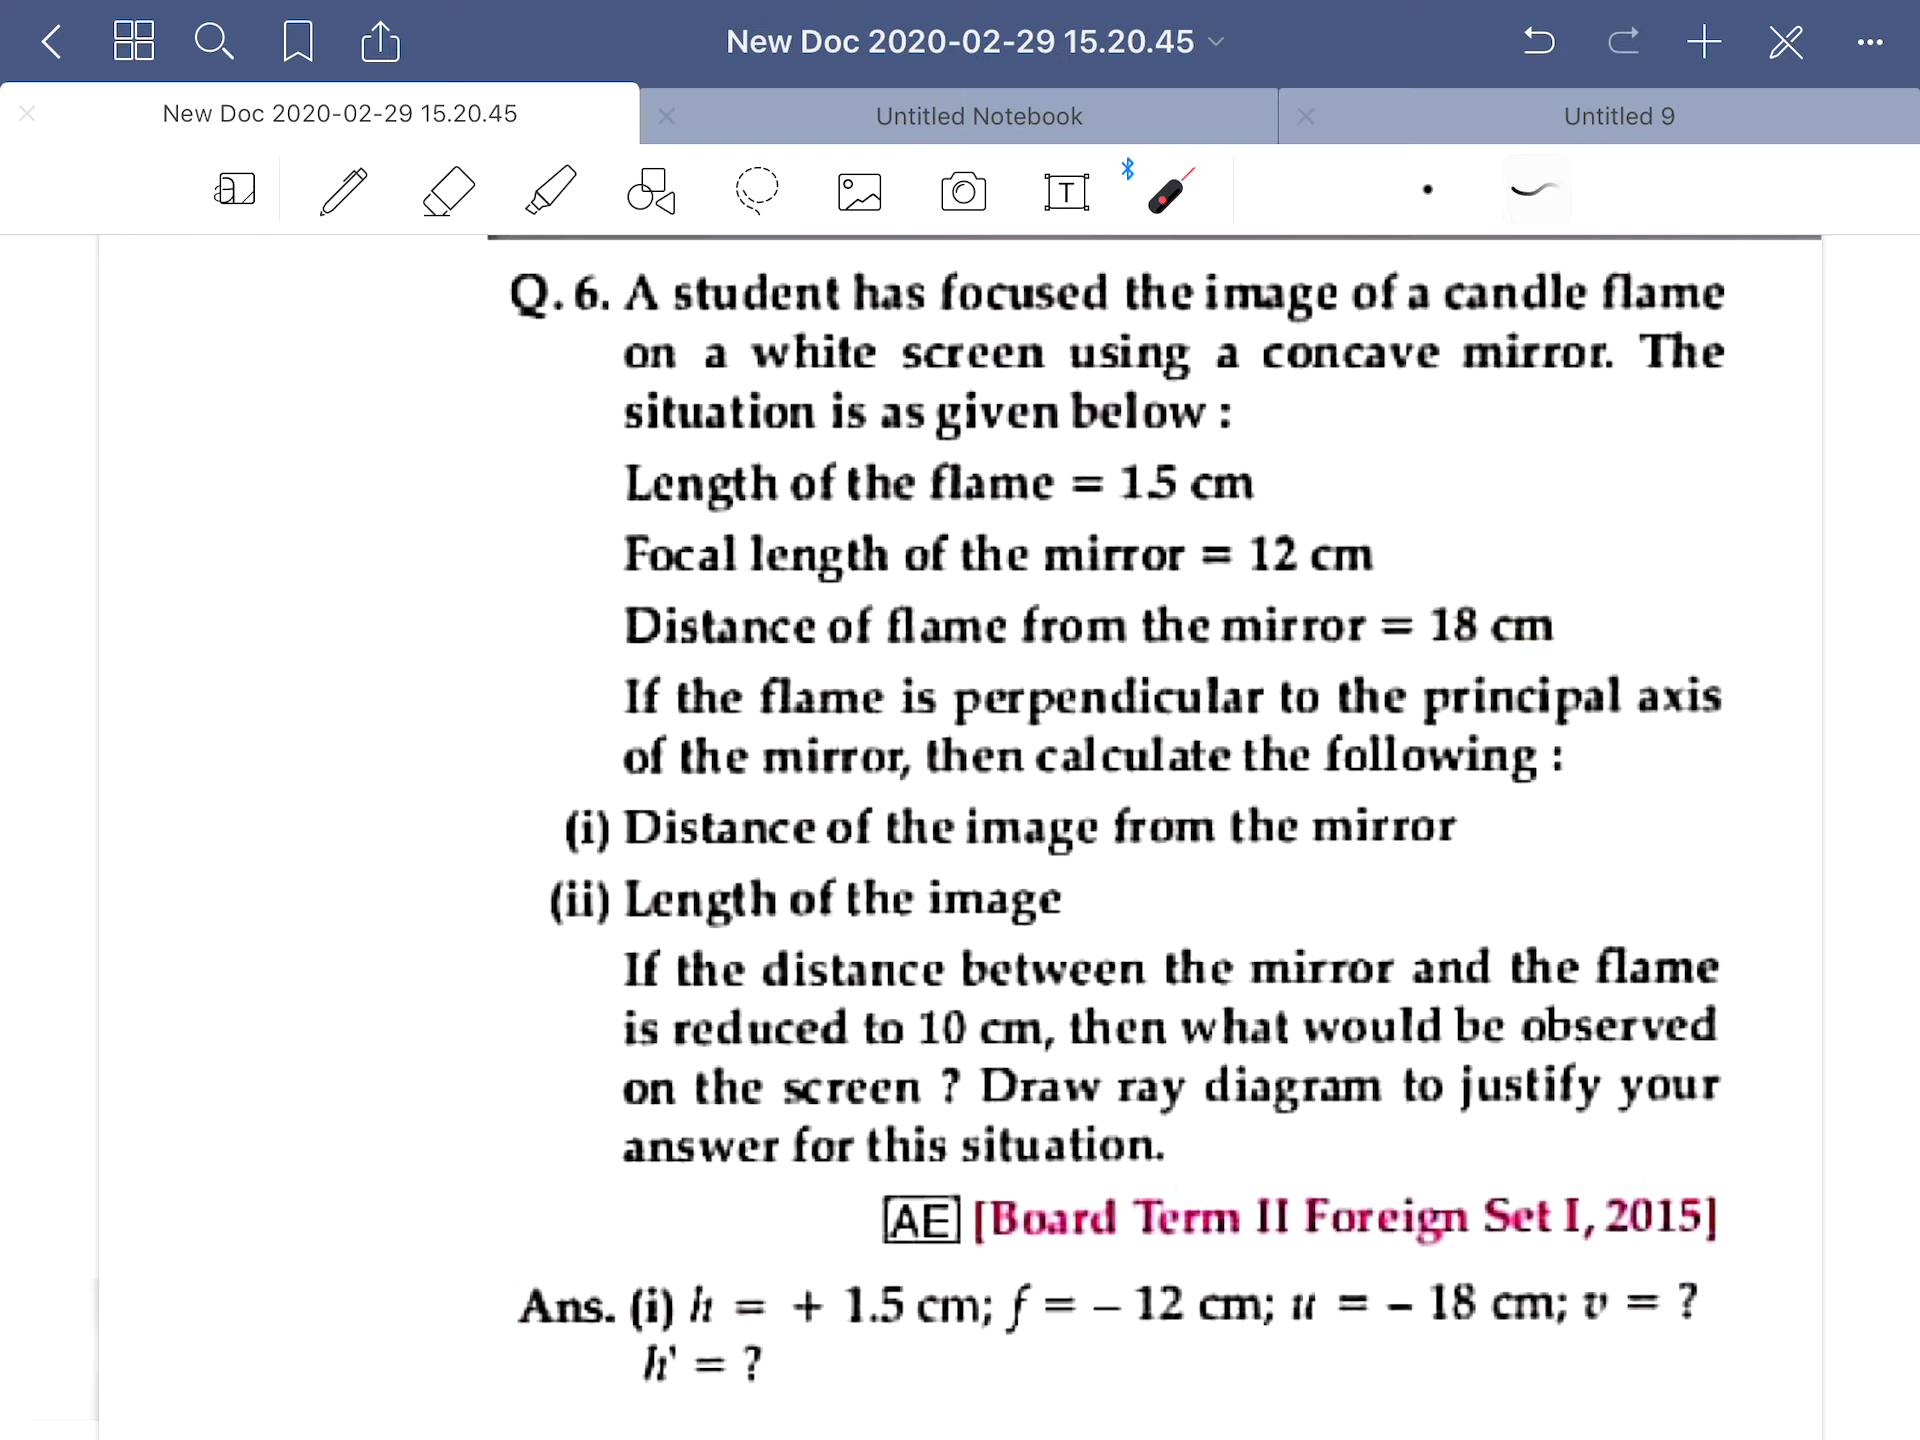 New Doc 2020-02-29 15.20.45
New Doc 2020-02-29 15.20.45
Untitled Notebook
Untitled 9
Q. 6. A student has focused the image of a candle flame
on a white screen using a concave mirror. The
situation is as given below :
Length of the flame = 1.5 cm
Focal length of the mirror = 12 cm
Distance of flame from the mirror = 18 cm
If the flame is perpendicular to the principal axis
of the mirror, then calculate the following :
(i) Distance of the image from the mirror
(ii) Length of the image
If the distance between the mirror and the flame
is reduced to 10 cm, then what would be observed
on the screen ? Draw ray diagram to justify your
answer for this situation.
AE [Board Term II Foreign Set I, 2015]
Ans. (i) h = + 1.5 cm; f = – 12 cm; u = – 18 cm; v = ?
h' = ?